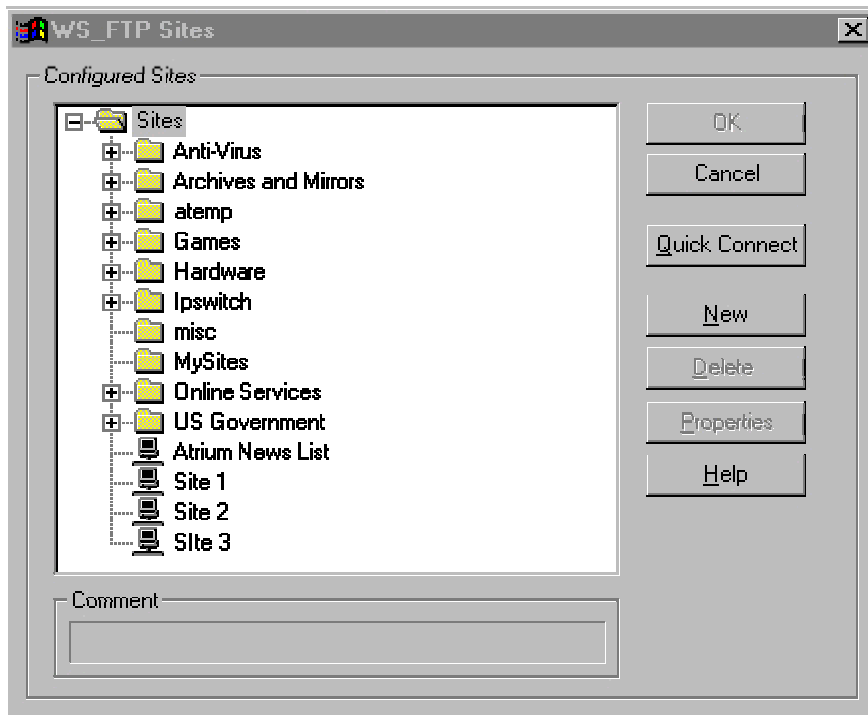 WS_FTP Sites
Configured Sites
Sites
Anti-Virus
Archives and Mirrors
atemp
Games
Hardware
Ipswitch
misc
MySites
Online Services
US Government
Atrium News List
Site 1
Site 2
SIte 3
OK
Cancel
Quick Connect
New
Delete
Properties
Help
Comment